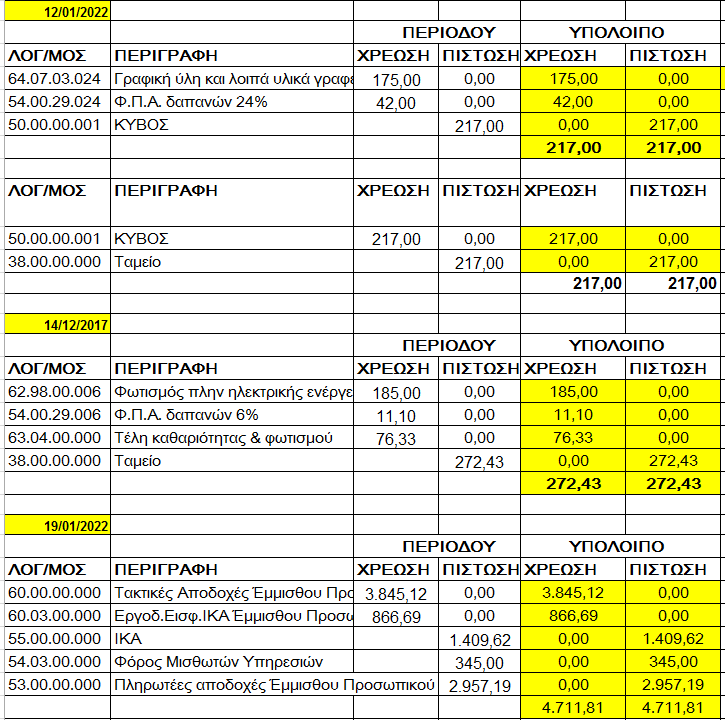 12/01/2022
ΠΕΡΙΟΔΟΥ ΥΠΟΛΟΙΠΟ
ΛΟΓ/ΜΟΣ ΠΕΡΙΓΡΑΦΗ ΧΡΕΩΣΗ ΠΙΣΤΩΣΗ ΧΡΕΩΣΗ ΠΙΣΤΩΣΗ
64.07.03.024 Γραφική ύλη και λοιπά υλικά γραφε 175,00 0,00 175,00 0,00
54.00.29.024 Φ.Π.Α. δαπανών 24% 42,00 0,00 42,00 0,00
50.00.00.001 ΚΥΒΟΣ 217,00 0,00 217,00
217,00 217,00
ΛΟΓ/ΜΟΣ ΠΕΡΙΓΡΑΦΗ ΧΡΕΩΣΗ ΠΙΣΤΩΣΗ ΧΡΕΩΣΗ ΠΙΣΤΩΣΗ
50.00.00.001 ΚΥΒΟΣ 217,00 0,00 217,00 0,00
38.00.00.000 Ταμείο 217,00 0,00 217,00
217,00 217,00
14/12/2017
ΠΕΡΙΟΔΟΥ ΥΠΟΛΟΙΠΟ
ΛΟΓ/ΜΟΣ ΠΕΡΙΓΡΑΦΗ ΧΡΕΩΣΗ ΠΙΣΤΩΣΗ ΧΡΕΩΣΗ ΠΙΣΤΩΣΗ
62.98.00.006 Φωτισμός πλην ηλεκτρικής ενέργε 185,00 0,00 185,00 0,00
54.00.29.006 Φ.Π.Α. δαπανών 6% 11,10 0,00 11,10 0,00
63.04.00.000 Τέλη καθαριότητας & φωτισμού 76,33 0,00 76,33 0,00
38.00.00.000 Ταμείο 272,43 0,00 272,43
272,43 272,43
19/01/2022
ΠΕΡΙΟΔΟΥ ΥΠΟΛΟΙΠΟ
ΛΟΓ/ΜΟΣ ΠΕΡΙΓΡΑΦΗ ΧΡΕΩΣΗ ΠΙΣΤΩΣΗ ΧΡΕΩΣΗ ΠΙΣΤΩΣΗ
60.00.00.000 Τακτικές Αποδοχές Έμμισθου Προ 3.845,12 0,00 3.845,12 0,00
60.03.00.000 Εργοδ.Εισφ.ΙΚΑ Έμμισθου Προσω 866,69 0,00 866,69 0,00
55.00.00.000 ΙΚΑ 1.409,62 0,00 1.409,62
54.03.00.000 Φόρος Μισθωτών Υπηρεσιών 345,00 0,00 345,00
53.00.00.000 Πληρωτέες αποδοχές Έμμισθου Προσωπικού 2.957,19 0,00 2.957,19
4.711,81 4.711,81